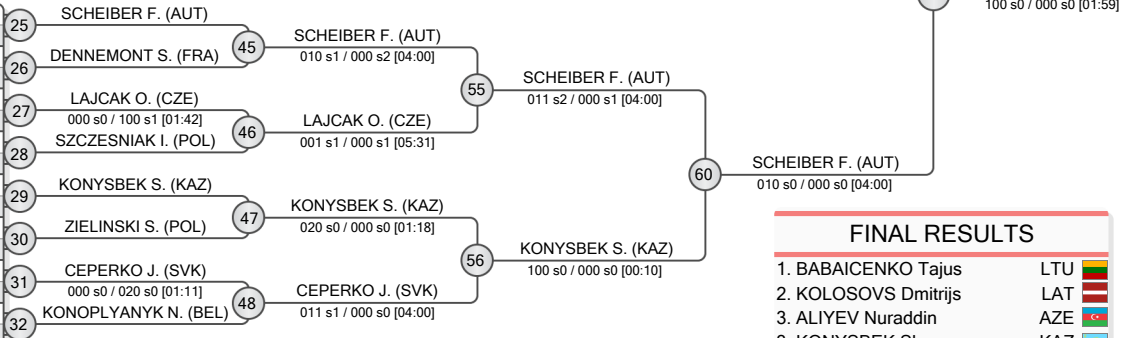 100 s0 / 000 s0 [01:59]
25
SCHEIBER F. (AUT)
26
DENNEMONT S. (FRA)
45
SCHEIBER F. (AUT)
010 s1 / 000 s2 [04:00]
27
LAJCAK O. (CZE)
000 s0 / 100 s1 [01:42]
28
SZCZESNIAK I. (POL)
46
LAJCAK O. (CZE)
001 s1 / 000 s1 [05:31]
55
SCHEIBER F. (AUT)
011 s2 / 000 s1 [04:00]
29
KONYSBEK S. (KAZ)
30
ZIELINSKI S. (POL)
47
KONYSBEK S. (KAZ)
020 s0 / 000 s0 [01:18]
31
CEPERKO J. (SVK)
000 s0 / 020 s0 [01:11]
32
KONOPLYANYK N. (BEL)
48
CEPERKO J. (SVK)
011 s1 / 000 s0 [04:00]
56
KONYSBEK S. (KAZ)
100 s0 / 000 s0 [00:10]
60
SCHEIBER F. (AUT)
010 s0 / 000 s0 [04:00]
FINAL RESULTS
1. BABAICENKO Tajus LTU
2. KOLOSOVS Dmitrijs LAT
3. ALIYEV Nuraddin AZE